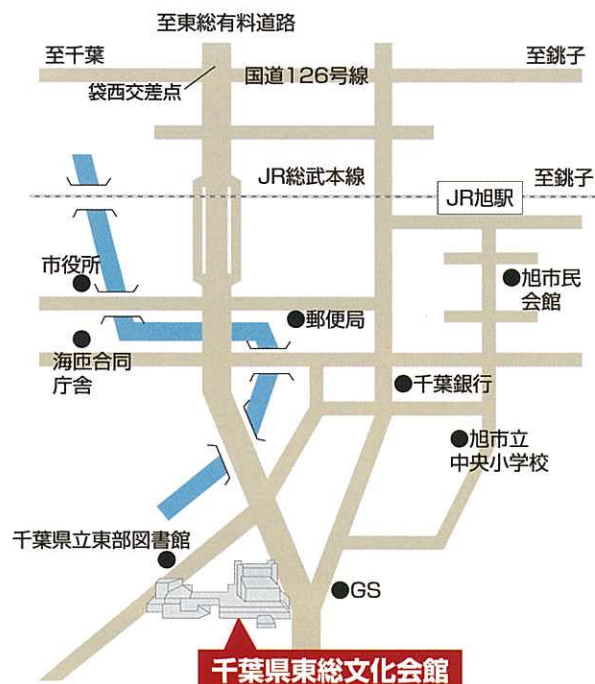 至東総有料道路
至千葉
国道126号線
至銚子
袋西交差点
JR総武本線
至銚子
JR旭駅
市役所
旭市民
会館
郵便局
海匝合同
庁舎
千葉銀行
旭市立
中央小学校
千葉県立東部図書館
GS
千葉県東総文化会館